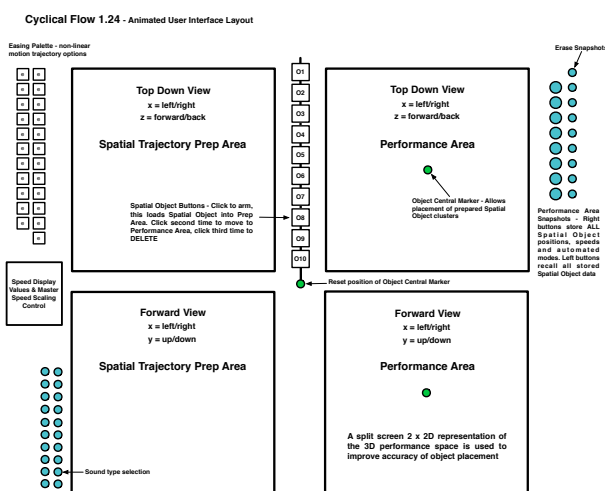 Cyclical Flow 1.24 - Animated User Interface Layout
Easing Palette - non-linear
motion trajectory options
Erase Snapshots
Top Down View
x = left/right
z = forward/back
Spatial Trajectory Prep Area
Spatial Object Buttons - Click to arm,
this loads Spatial Object into Prep
Area. Click second time to move to
Performance Area, click third time to
DELETE
O1
O2
O3
O4
O5
O6
O7
O8
O9
O10
Top Down View
x = left/right
z = forward/back
Performance Area
Object Central Marker - Allows
placement of prepared Spatial
Object clusters
Performance Area
Snapshots - Right
buttons store ALL
Spatial Object
positions, speeds
and automated
modes. Left buttons
recall all stored
Spatial Object data
Speed Display
Values & Master
Speed Scaling
Control
Reset position of Object Central Marker
Forward View
x = left/right
y = up/down
Spatial Trajectory Prep Area
Forward View
x = left/right
y = up/down
Performance Area
A split screen 2 x 2D representation of
the 3D performance space is used to
improve accuracy of object placement
Sound type selection